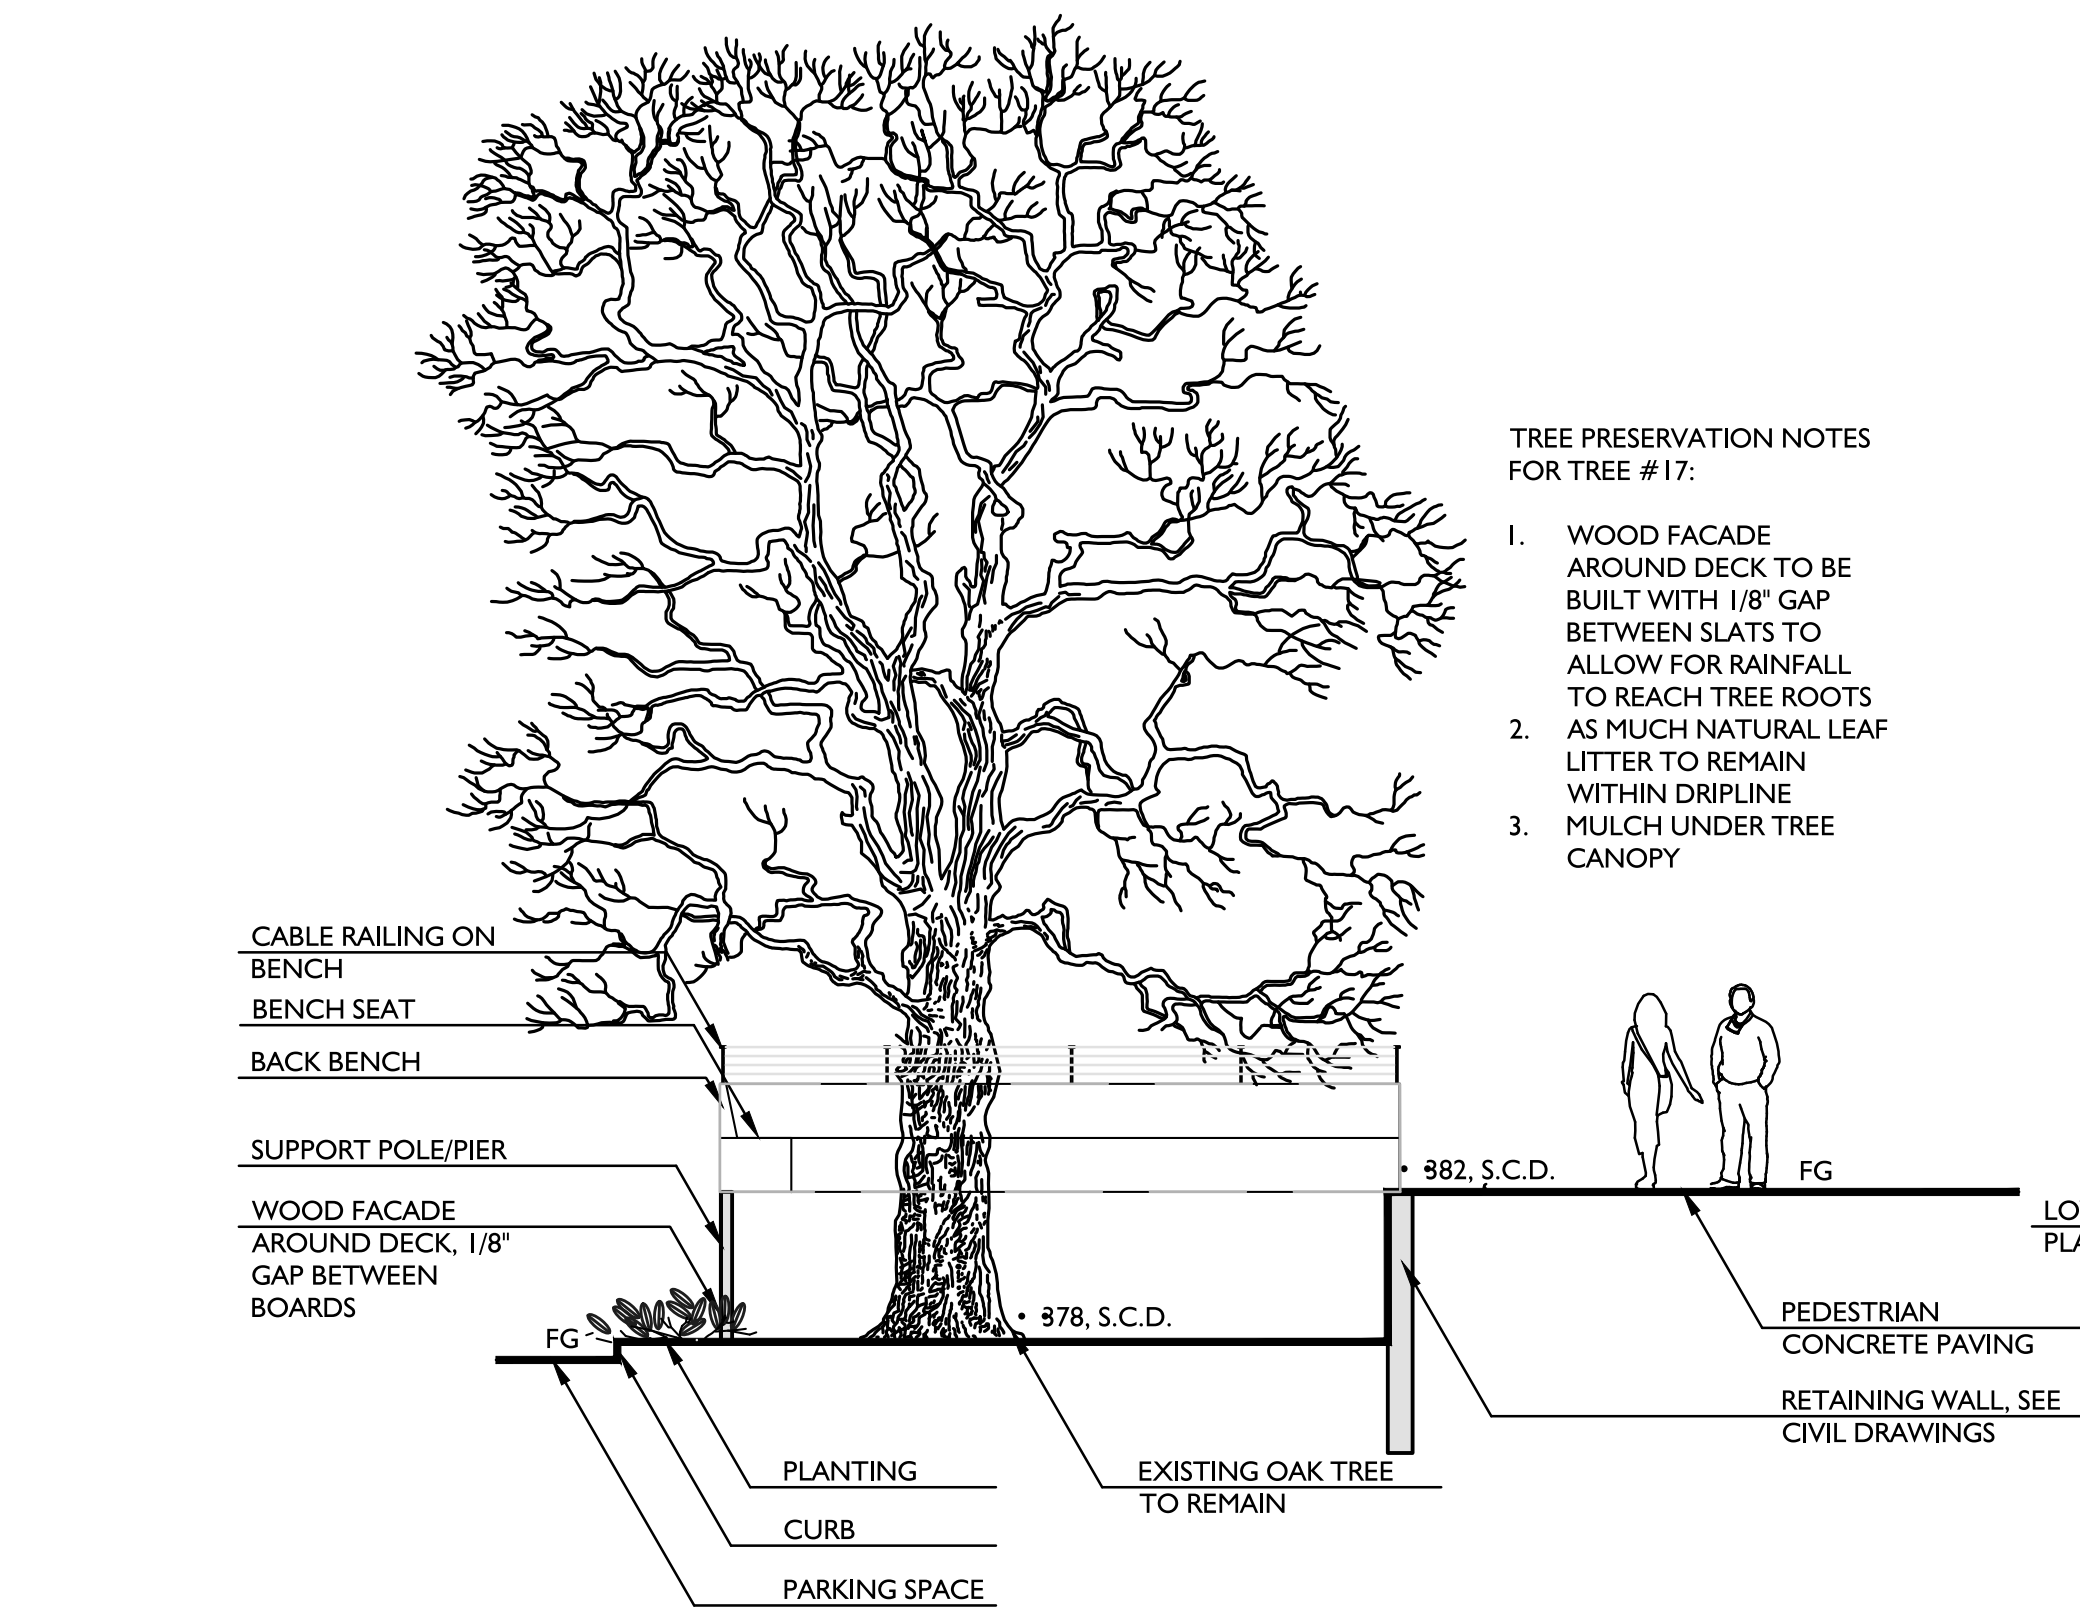 TREE PRESERVATION NOTES
FOR TREE #17:
1. WOOD FACADE
AROUND DECK TO BE
BUILT WITH 1/8" GAP
BETWEEN SLATS TO
ALLOW FOR RAINFALL
TO REACH TREE ROOTS
2. AS MUCH NATURAL LEAF
LITTER TO REMAIN
WITHIN DRIPLINE
3. MULCH UNDER TREE
CANOPY
CABLE RAILING ON
BENCH
BENCH SEAT
BACK BENCH
SUPPORT POLE/PIER
WOOD FACADE
AROUND DECK, 1/8"
GAP BETWEEN
BOARDS
FG
382, S.C.D.
FG
378, S.C.D.
LO
PLA
PEDESTRIAN
CONCRETE PAVING
RETAINING WALL, SEE
CIVIL DRAWINGS
PLANTING
CURB
PARKING SPACE
EXISTING OAK TREE
TO REMAIN